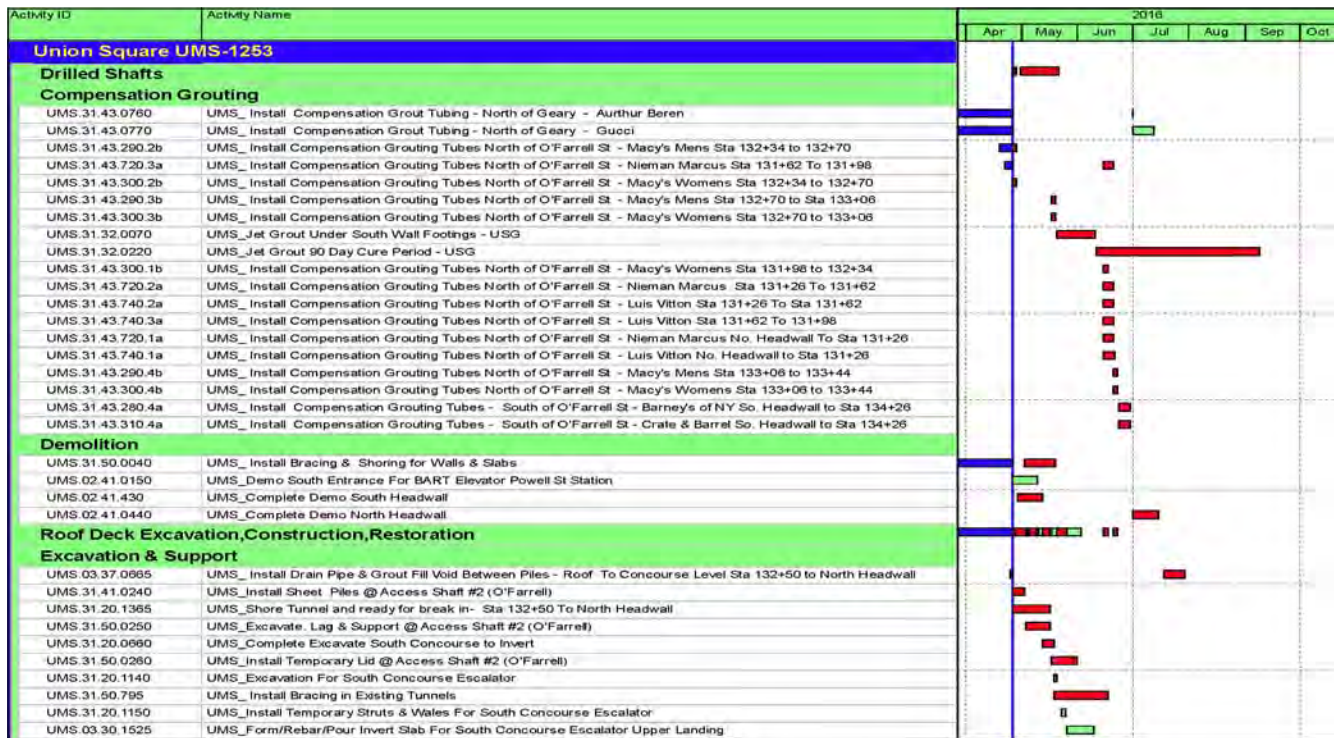 Activity ID Activity Name 2016
Apr May Jun Jul Aug Sep Oct
Union Square UMS-1253
Drilled Shafts
Compensation Grouting
UMS.31.43.0760 UMS_ Install Compensation Grout Tubing - North of Geary - Aurthur Beren
UMS.31.43.0770 UMS_ Install Compensation Grout Tubing - North of Geary - Gucci
UMS.31.43.290.2b UMS_ Install Compensation Grouting Tubes North of O'Farrell St - Macy's Mens Sta 132+34 to 132+70
UMS.31.43.720.3a UMS_ Install Compensation Grouting Tubes North of O'Farrell St - Nieman Marcus Sta 131+62 To 131+98
UMS.31.43.300.2b UMS_ Install Compensation Grouting Tubes North of O'Farrell St - Macy's Womens Sta 132+34 to 132+70
UMS.31.43.290.3b UMS_ Install Compensation Grouting Tubes North of O'Farrell St - Macy's Mens Sta 132+70 to Sta 133+06
UMS.31.43.300.3b UMS_ Install Compensation Grouting Tubes North of O'Farrell St - Macy's Womens Sta 132+70 to 133+06
UMS.31.32.0070 UMS_Jet Grout Under South Wall Footings - USG
UMS.31.32.0220 UMS_Jet Grout 90 Day Cure Period - USG
UMS.31.43.300.1b UMS_ Install Compensation Grouting Tubes North of O'Farrell St - Macy's Womens Sta 131+98 to 132+34
UMS.31.43.720.2a UMS_ Install Compensation Grouting Tubes North of O'Farrell St - Nieman Marcus Sta 131+26 To 131+62
UMS.31.43.740.2a UMS_ Install Compensation Grouting Tubes North of O'Farrell St - Luis Vitton Sta 131+26 To Sta 131+62
UMS.31.43.740.3a UMS_ Install Compensation Grouting Tubes North of O'Farrell St - Luis Vitton Sta 131+62 To 131+98
UMS.31.43.720.1a UMS_ Install Compensation Grouting Tubes North of O'Farrell St - Nieman Marcus No. Headwall To Sta 131+26
UMS.31.43.740.1a UMS_ Install Compensation Grouting Tubes North of O'Farrell St - Luis Vitton No. Headwall to Sta 131+26
UMS.31.43.290.4b UMS_ Install Compensation Grouting Tubes North of O'Farrell St - Macy's Mens Sta 133+06 to 133+44
UMS.31.43.300.4b UMS_ Install Compensation Grouting Tubes North of O'Farrell St - Macy's Womens Sta 133+06 to 133+44
UMS.31.43.280.4a UMS_ Install Compensation Grouting Tubes - South of O'Farrell St - Barney's of NY So. Headwall to Sta 134+26
UMS.31.43.310.4a UMS_ Install Compensation Grouting Tubes - South of O'Farrell St - Crate & Barrel So. Headwall to Sta 134+26
Demolition
UMS.31.50.0040 UMS_ Install Bracing & Shoring for Walls & Slabs
UMS.02.41.0150 UMS_Demo South Entrance For BART Elevator Powell St Station
UMS.02.41.430 UMS_Complete Demo South Headwall
UMS.02.41.0440 UMS_Complete Demo North Headwall
Roof Deck Excavation,Construction,Restoration
Excavation & Support
UMS.03.37.0665 UMS_ Install Drain Pipe & Grout Fill Void Between Piles - Roof To Concourse Level Sta 132+50 to North Headwall
UMS.31.41.0240 UMS_Install Sheet Piles @ Access Shaft #2 (O'Farrell)
UMS.31.20.1365 UMS_Shore Tunnel and ready for break in- Sta 132+50 To North Headwall
UMS.31.50.0250 UMS_Excavate. Lag & Support @ Access Shaft #2 (O'Farrell)
UMS.31.20.0660 UMS_Complete Excavate South Concourse to Invert
UMS.31.50.0260 UMS_Install Temporary Lid @ Access Shaft #2 (O'Farrell)
UMS.31.20.1140 UMS_Excavation For South Concourse Escalator
UMS.31.50.795 UMS_ Install Bracing in Existing Tunnels
UMS.31.20.1150 UMS_Install Temporary Struts & Wales For South Concourse Escalator
UMS.03.30.1525 UMS_Form/Rebar/Pour Invert Slab For South Concourse Escalator Upper Landing